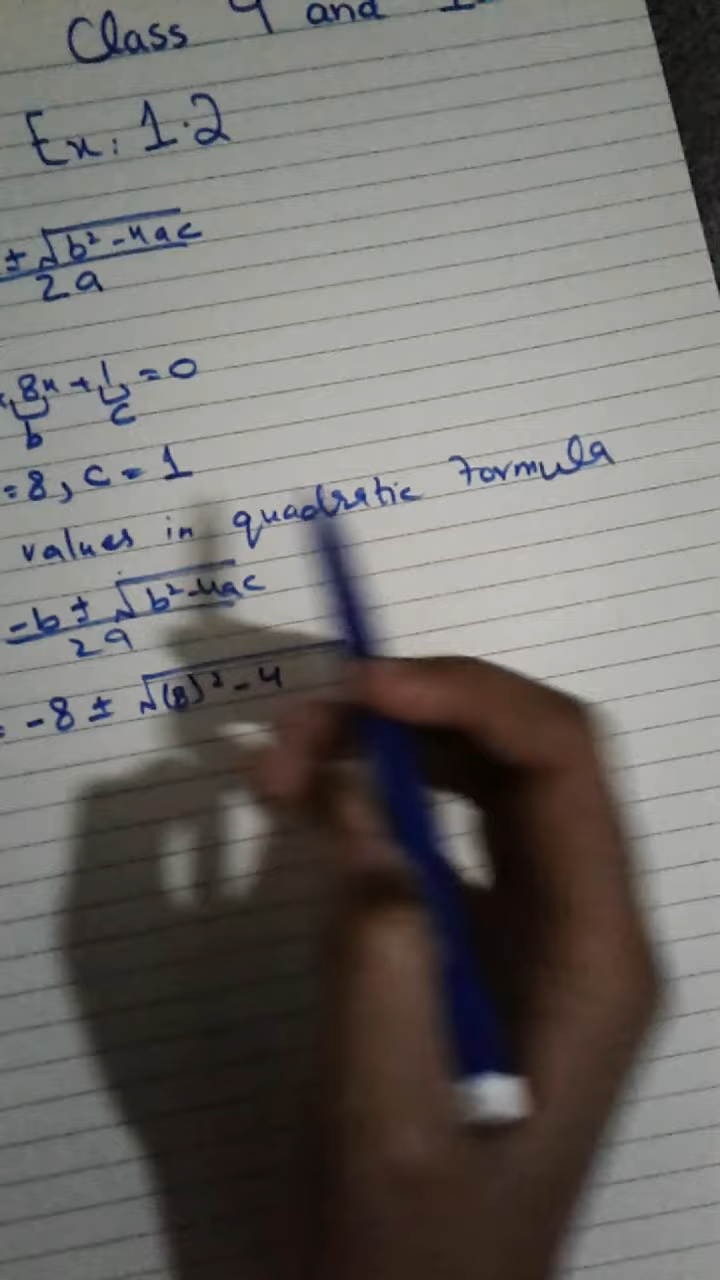 Class 9 and
Ex: 1.2
± √b² - 4ac
2a
8x + 1 = 0
b c
= 8, c = 1
values in quadratic formula
-b ± √b² - 4ac
2a
= -8 ± √(8)² - 4